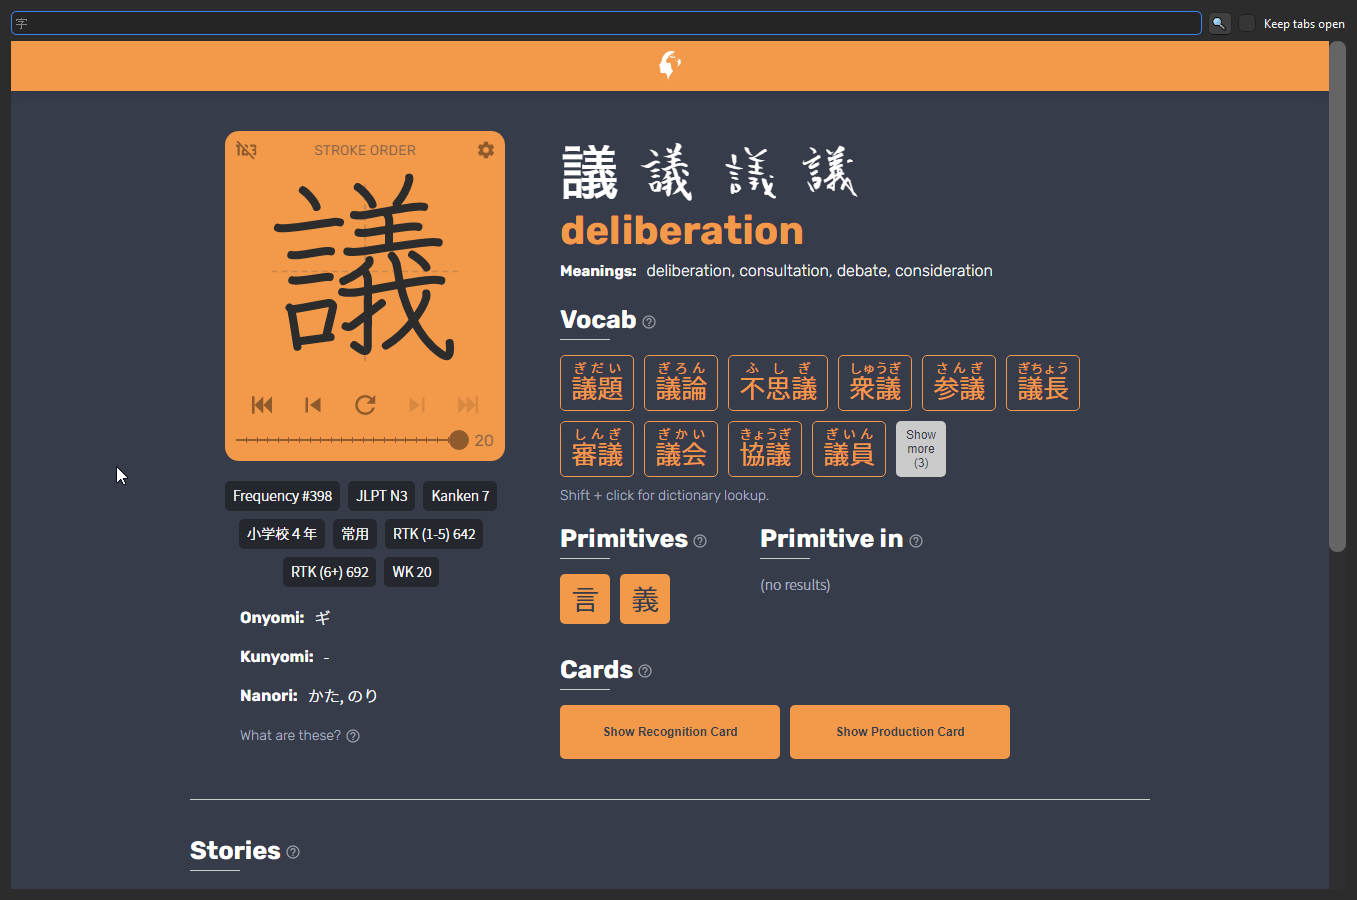 字
Keep tabs open
STROKE ORDER
議
20
Frequency #398
JLPT N3
Kanken 7
小学校４年
常用
RTK (1-5) 642
RTK (6+) 692
WK 20
Onyomi: ギ
Kunyomi: -
Nanori: かた, のり
What are these?
議 議 議 議
deliberation
Meanings: deliberation, consultation, debate, consideration
Vocab
ぎだい ぎろん ふしぎ しゅうぎ さんぎ ぎちょう
議題 議論 不思議 衆議 参議 議長
しんぎ ぎかい きょうぎ ぎいん
審議 議会 協議 議員
Show
more
(3)
Shift + click for dictionary lookup.
Primitives
言 義
Primitive in
(no results)
Cards
Show Recognition Card
Show Production Card
Stories